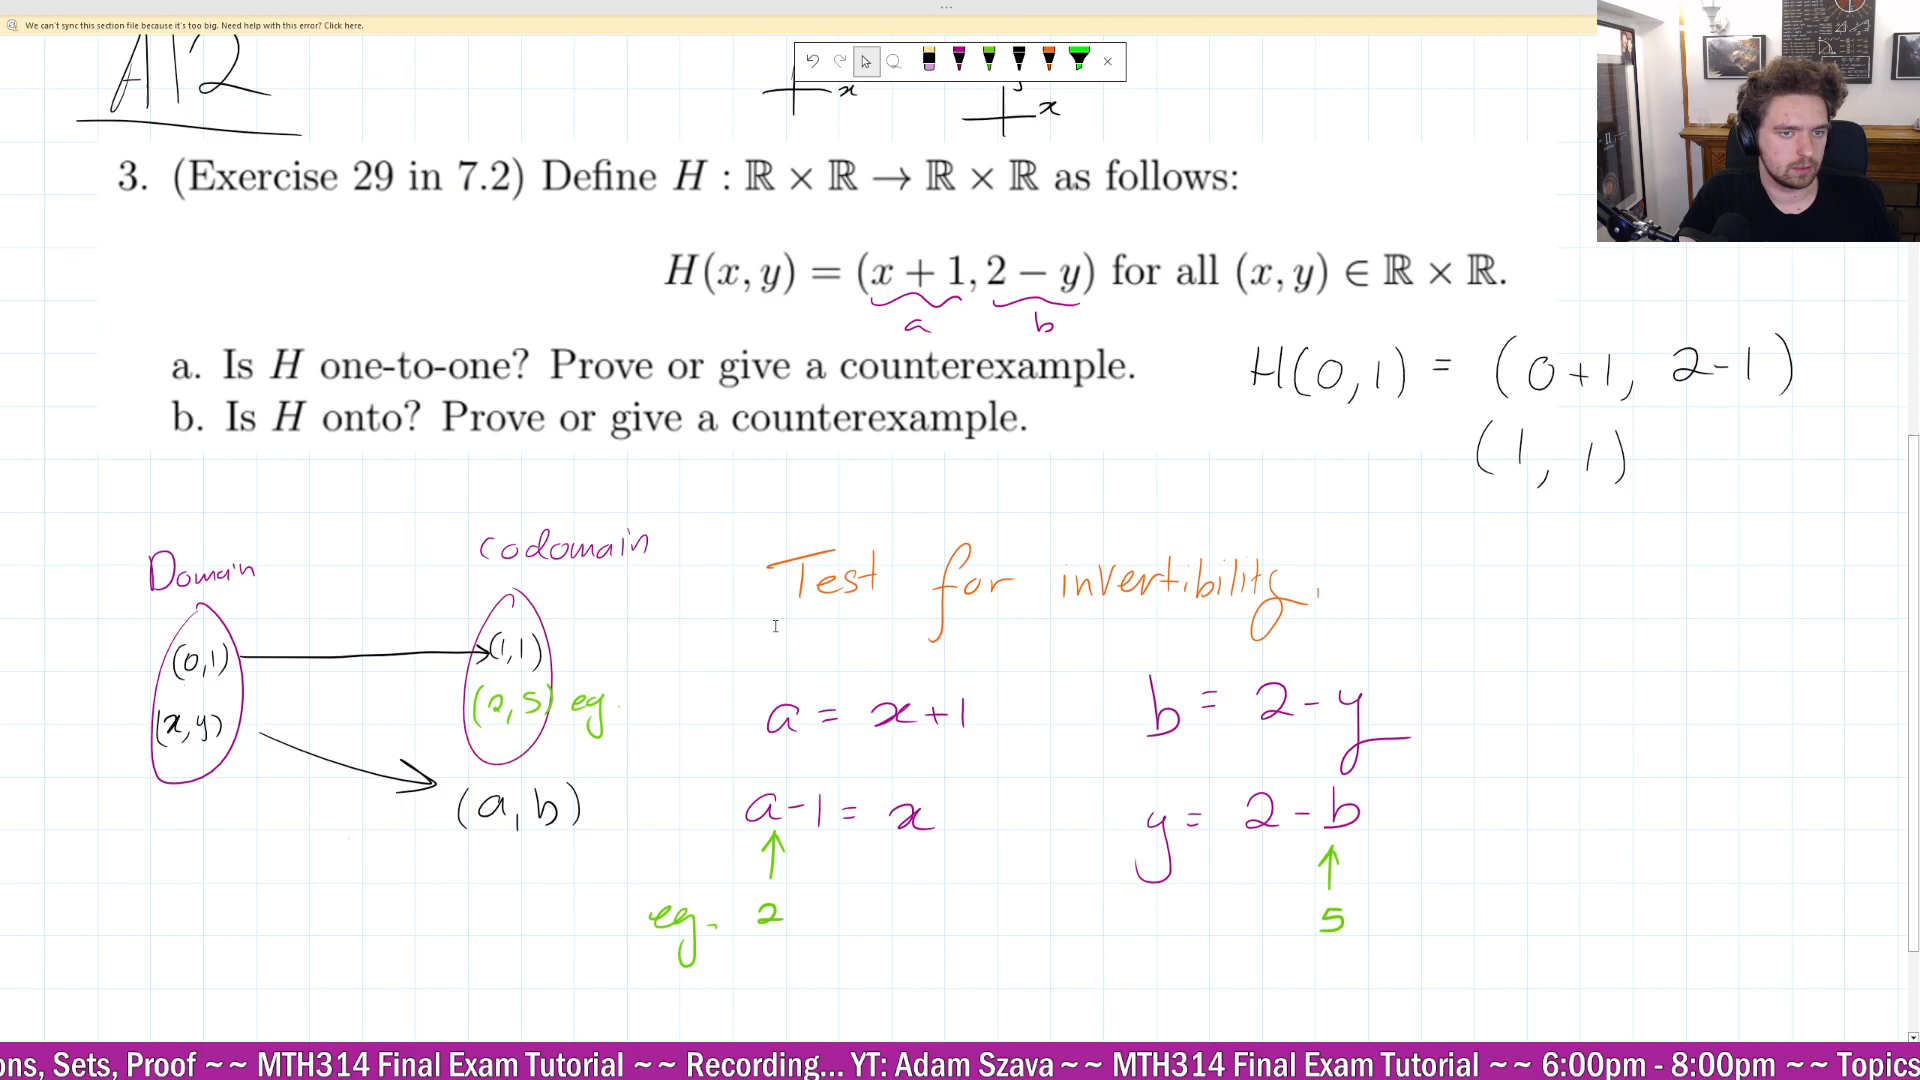 We can't sync this section file because it's too big. Need help with this error? Click here.
A12
x
x
3. (Exercise 29 in 7.2) Define H : ℝ × ℝ → ℝ × ℝ as follows:
H(x, y) = (x + 1, 2 − y) for all (x, y) ∈ ℝ × ℝ.
a b
a. Is H one-to-one? Prove or give a counterexample.
b. Is H onto? Prove or give a counterexample.
H(0,1) = (0+1, 2-1)
(1, 1)
Domain
codomain
(0,1)
(x,y)
(1,1)
(2,5) eg.
(a,b)
Test for invertibility.
a = x+1
a-1 = x
eg. 2
b = 2-y
y = 2-b
5
ons, Sets, Proof ~~ MTH314 Final Exam Tutorial ~~ Recording... YT: Adam Szava ~~ MTH314 Final Exam Tutorial ~~ 6:00pm - 8:00pm ~~ Topics